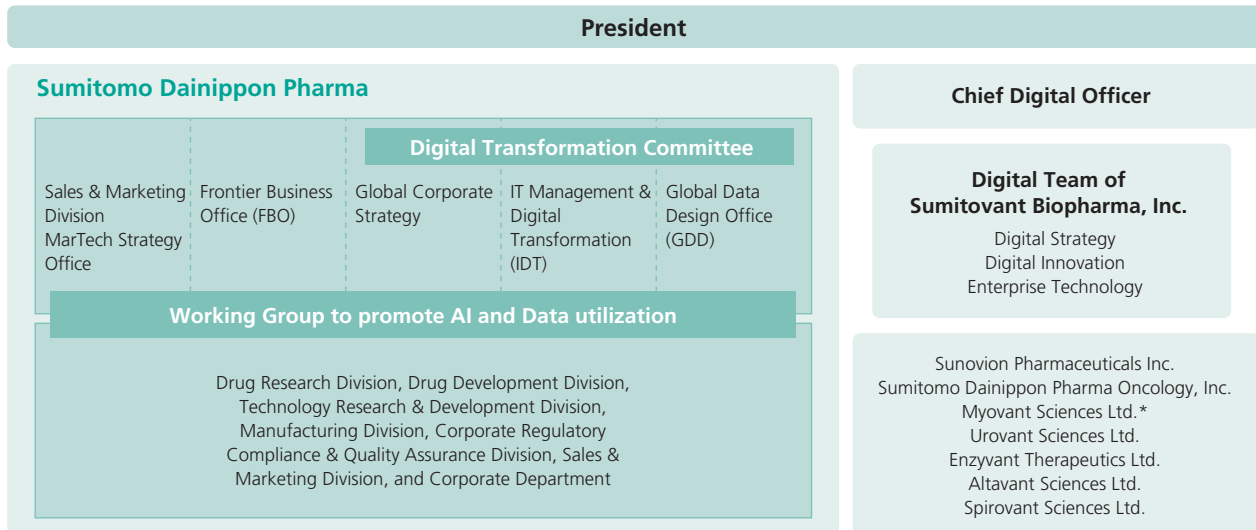 President
Sumitomo Dainippon Pharma
Digital Transformation Committee
Sales & Marketing
Division
MarTech Strategy
Office
Frontier Business
Office (FBO)
Global Corporate
Strategy
IT Management &
Digital
Transformation
(IDT)
Global Data
Design Office
(GDD)
Working Group to promote AI and Data utilization
Drug Research Division, Drug Development Division,
Technology Research & Development Division,
Manufacturing Division, Corporate Regulatory
Compliance & Quality Assurance Division, Sales &
Marketing Division, and Corporate Department
Chief Digital Officer
Digital Team of
Sumitovant Biopharma, Inc.
Digital Strategy
Digital Innovation
Enterprise Technology
Sunovion Pharmaceuticals Inc.
Sumitomo Dainippon Pharma Oncology, Inc.
Myovant Sciences Ltd.*
Urovant Sciences Ltd.
Enzyvant Therapeutics Ltd.
Altavant Sciences Ltd.
Spirovant Sciences Ltd.